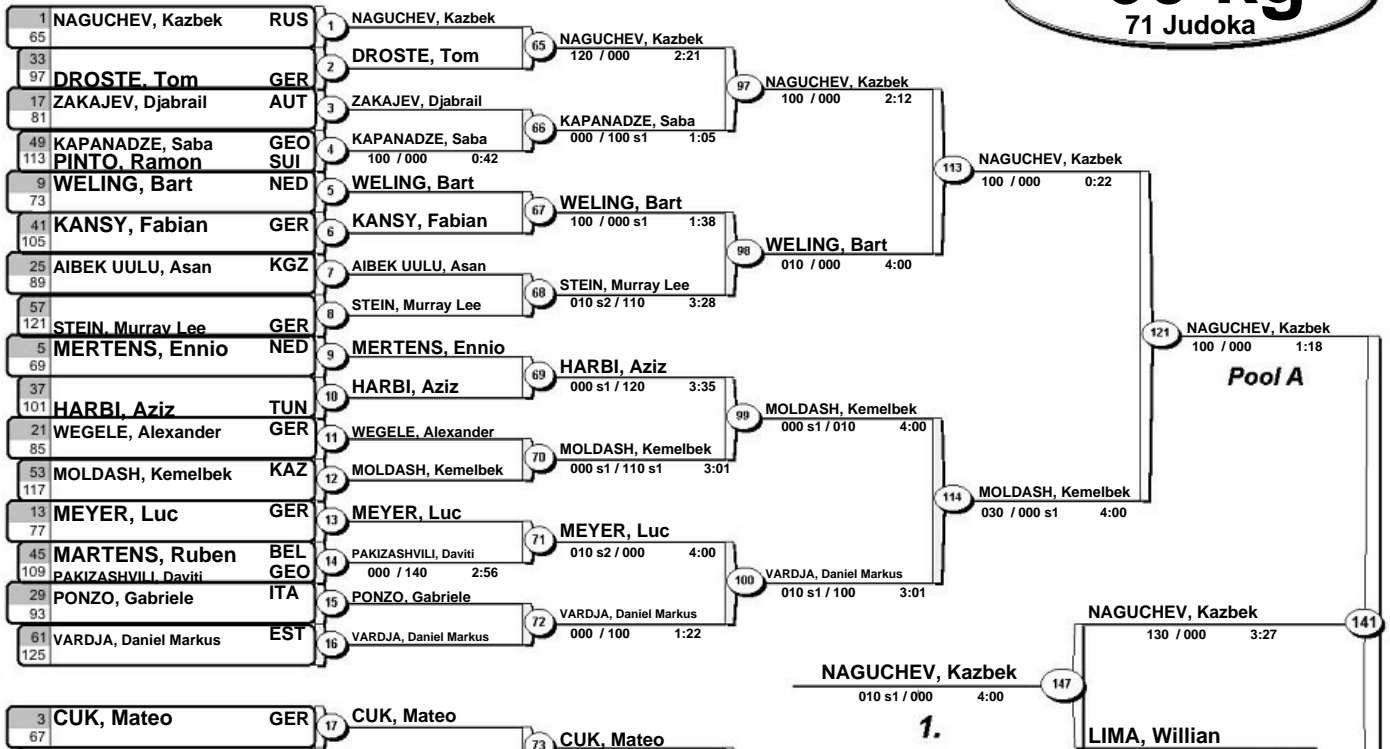 71 Judoka
1 NAGUCHEV, Kazbek RUS
65
33
97 DROSTE, Tom GER
17 ZAKAJEV, Djabrail AUT
81
49 KAPANADZE, Saba GEO
113 PINTO, Ramon SUI
9 WELING, Bart NED
73
41 KANSY, Fabian GER
105
25 AIBEK UULU, Asan KGZ
89
57
121 STEIN, Murray Lee GER
5 MERTENS, Ennio NED
69
37
101 HARBI, Aziz TUN
21 WEGELE, Alexander GER
85
53 MOLDASH, Kemelbek KAZ
117
13 MEYER, Luc GER
77
45 MARTENS, Ruben BEL
109 PAKIZASHVILI, Daviti GEO
29 PONZO, Gabriele ITA
93
61 VARDJA, Daniel Markus EST
125
3 CUK, Mateo GER
67
1 NAGUCHEV, Kazbek
2 DROSTE, Tom
3 ZAKAJEV, Djabrail
4 KAPANADZE, Saba
100 / 000 0:42
5 WELING, Bart
6 KANSY, Fabian
7 AIBEK UULU, Asan
8 STEIN, Murray Lee
9 MERTENS, Ennio
10 HARBI, Aziz
11 WEGELE, Alexander
12 MOLDASH, Kemelbek
13 MEYER, Luc
14 PAKIZASHVILI, Daviti
000 / 140 2:56
15 PONZO, Gabriele
16 VARDJA, Daniel Markus
17 CUK, Mateo
65 NAGUCHEV, Kazbek
120 / 000 2:21
66 KAPANADZE, Saba
000 / 100 s1 1:05
67 WELING, Bart
100 / 000 s1 1:38
68 STEIN, Murray Lee
010 s2 / 110 3:28
69 HARBI, Aziz
000 s1 / 120 3:35
70 MOLDASH, Kemelbek
000 s1 / 110 s1 3:01
71 MEYER, Luc
010 s2 / 000 4:00
72 VARDJA, Daniel Markus
000 / 100 1:22
73 CUK, Mateo
97 NAGUCHEV, Kazbek
100 / 000 2:12
98 WELING, Bart
010 / 000 4:00
99 MOLDASH, Kemelbek
000 s1 / 010 4:00
100 VARDJA, Daniel Markus
010 s1 / 100 3:01
113 NAGUCHEV, Kazbek
100 / 000 0:22
114 MOLDASH, Kemelbek
030 / 000 s1 4:00
121 NAGUCHEV, Kazbek
100 / 000 1:18
Pool A
NAGUCHEV, Kazbek 141
130 / 000 3:27
NAGUCHEV, Kazbek 147
010 s1 / 000 4:00
1.
LIMA, Willian